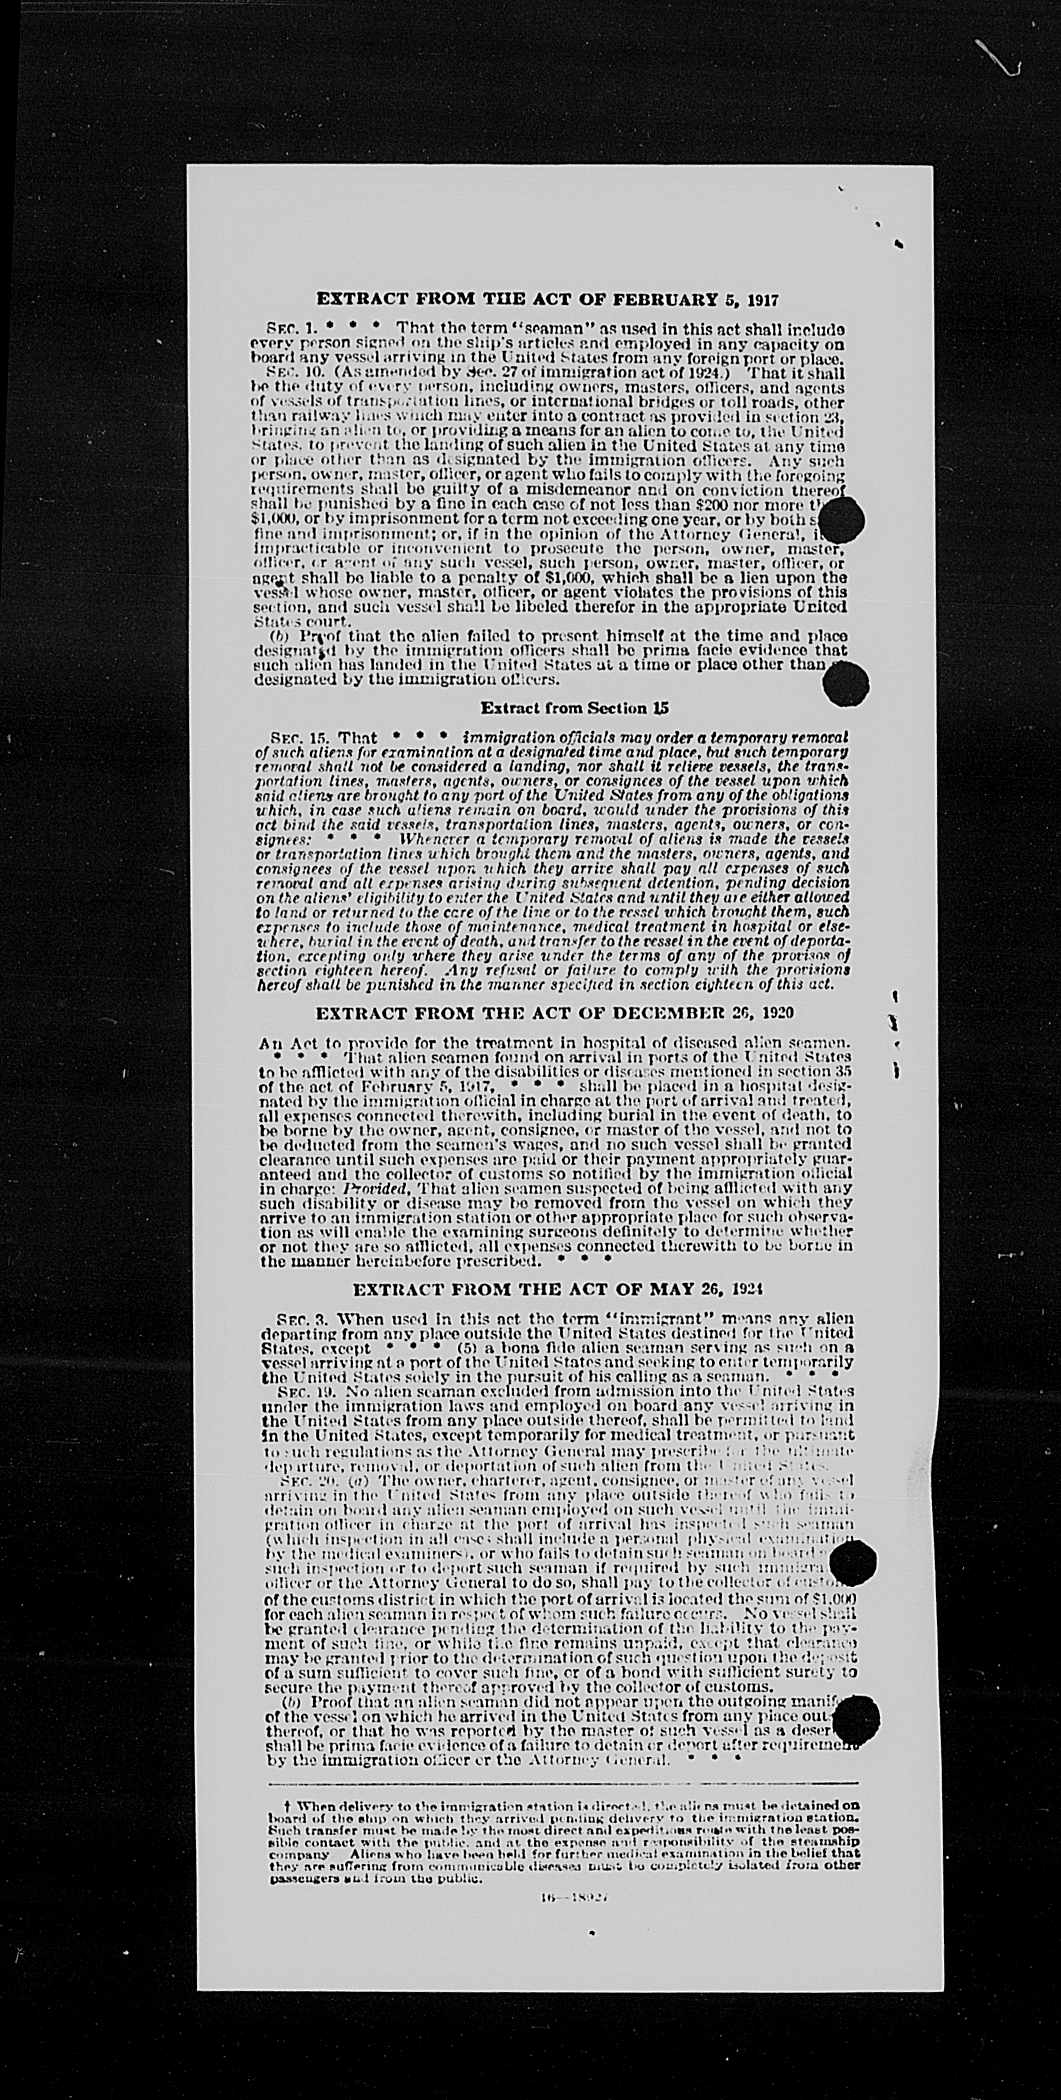 EXTRACT FROM THE ACT OF FEBRUARY 5, 1917
SEC. 1. * * * That the term "seaman" as used in this act shall include
every person signed on the ship's articles and employed in any capacity on
board any vessel arriving in the United States from any foreign port or place.
SEC. 10. (As amended by Sec. 27 of immigration act of 1924.) That it shall
be the duty of every person, including owners, masters, officers, and agents
of vessels of transportation lines, or international bridges or toll roads, other
than railway lines which may enter into a contract as provided in section 23,
bringing an alien to, or providing a means for an alien to come to, the United
States, to prevent the landing of such alien in the United States at any time
or place other than as designated by the immigration officers. Any such
person, owner, master, officer, or agent who fails to comply with the foregoing
requirements shall be guilty of a misdemeanor and on conviction thereof
shall be punished by a fine in each case of not less than $200 nor more
$1,000, or by imprisonment for a term not exceeding one year, or by both
fine and imprisonment; or, if in the opinion of the Attorney General,
impracticable or inconvenient to prosecute the person, owner, master,
officer, or agent of any such vessel, such person, owner, master, officer, or
agent shall be liable to a penalty of $1,000, which shall be a lien upon the
vessel whose owner, master, officer, or agent violates the provisions of this
section, and such vessel shall be libeled therefor in the appropriate United
States court.
(b) Proof that the alien failed to present himself at the time and place
designated by the immigration officers shall be prima facie evidence that
such alien has landed in the United States at a time or place other than
designated by the immigration officers.
Extract from Section 15
SEC. 15. That * * * immigration officials may order a temporary removal
of such aliens for examination at a designated time and place, but such temporary
removal shall not be considered a landing, nor shall it relieve vessels, the trans-
portation lines, masters, agents, owners, or consignees of the vessel upon which
said aliens are brought to any port of the United States from any of the obligations
which, in case such aliens remain on board, would under the provisions of this
act bind the said vessels, transportation lines, masters, agents, owners, or con-
signees: * * * Whenever a temporary removal of aliens is made the vessels
or transportation lines which brought them and the masters, owners, agents, and
consignees of the vessel upon which they arrive shall pay all expenses of such
removal and all expenses arising during subsequent detention, pending decision
on the aliens' eligibility to enter the United States and until they are either allowed
to land or returned to the care of the line or to the vessel which brought them, such
expenses to include those of maintenance, medical treatment in hospital or else-
where, burial in the event of death, and transfer to the vessel in the event of deporta-
tion, excepting only where they arise under the terms of any of the provisos of
section eighteen hereof. Any refusal or failure to comply with the provisions
hereof shall be punished in the manner specified in section eighteen of this act.
EXTRACT FROM THE ACT OF DECEMBER 26, 1920
An Act to provide for the treatment in hospital of diseased alien seamen.
* * * That alien seamen found on arrival in ports of the United States
to be afflicted with any of the disabilities or diseases mentioned in section 35
of the act of February 5, 1917, * * * shall be placed in a hospital desig-
nated by the immigration official in charge at the port of arrival and treated,
all expenses connected therewith, including burial in the event of death, to
be borne by the owner, agent, consignee, or master of the vessel, and not to
be deducted from the seamen's wages, and no such vessel shall be granted
clearance until such expenses are paid or their payment appropriately guar-
anteed and the collector of customs so notified by the immigration official
in charge: Provided, That alien seamen suspected of being afflicted with any
such disability or disease may be removed from the vessel on which they
arrive to an immigration station or other appropriate place for such observa-
tion as will enable the examining surgeons definitely to determine whether
or not they are so afflicted, all expenses connected therewith to be borne in
the manner hereinbefore prescribed. * * *
EXTRACT FROM THE ACT OF MAY 26, 1924
SEC. 3. When used in this act the term "immigrant" means any alien
departing from any place outside the United States destined for the United
States, except * * * (5) a bona fide alien seaman serving as such on a
vessel arriving at a port of the United States and seeking to enter temporarily
the United States solely in the pursuit of his calling as a seaman. * * *
SEC. 19. No alien seaman excluded from admission into the United States
under the immigration laws and employed on board any vessel arriving in
the United States from any place outside thereof, shall be permitted to land
in the United States, except temporarily for medical treatment, or pursuant
to such regulations as the Attorney General may prescribe for the ultimate
departure, removal, or deportation of such alien from the United States.
SEC. 20. (a) The owner, charterer, agent, consignee, or master of any vessel
arriving in the United States from any place outside thereof who fails to
detain on board any alien seaman employed on such vessel until the immi-
gration officer in charge at the port of arrival has inspected such seaman
(which inspection in all cases shall include a personal physical examination
by the medical examiners), or who fails to detain such seaman on board
such inspection or to deport such seaman if required by such
officer or the Attorney General to do so, shall pay to the collector of customs
of the customs district in which the port of arrival is located the sum of $1,000
for each alien seaman in respect of whom such failure occurs. No vessel shall
be granted clearance pending the determination of the liability to the pay-
ment of such fine, or while the fine remains unpaid, except that clearance
may be granted prior to the determination of such question upon the deposit
of a sum sufficient to cover such fine, or of a bond with sufficient surety to
secure the payment thereof approved by the collector of customs.
(b) Proof that an alien seaman did not appear upon the outgoing
of the vessel on which he arrived in the United States from any place
thereof, or that he was reported by the master of such vessel as a
shall be prima facie evidence of a failure to detain or deport after requirement
by the immigration officer or the Attorney General. * * *
† When delivery to the immigration station is directed, the aliens must be detained on
board of the ship on which they arrived pending delivery to the immigration station.
Such transfer must be made by the most direct and expeditious route with the least pos-
sible contact with the public, and at the expense and responsibility of the steamship
company Aliens who have been held for further medical examination in the belief that
they are suffering from communicable diseases must be completely isolated from other
passengers and from the public.
16—18927